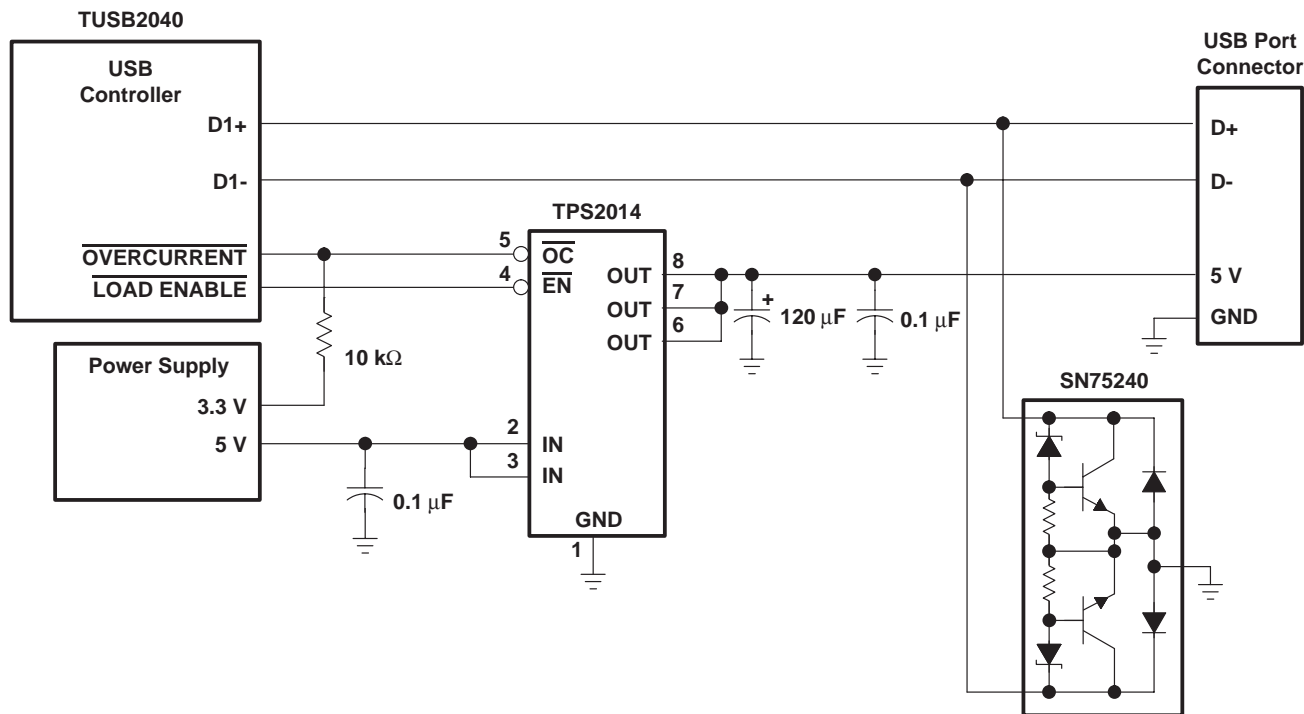 TUSB2040
USB
Controller
D1+
D1-
OVERCURRENT
LOAD ENABLE
Power Supply
3.3 V
5 V
10 kΩ
0.1 μF
TPS2014
5
OC
4
EN
2
IN
3
IN
GND
1
OUT
8
OUT
7
OUT
6
+
120 μF
0.1 μF
USB Port
Connector
D+
D-
5 V
GND
SN75240